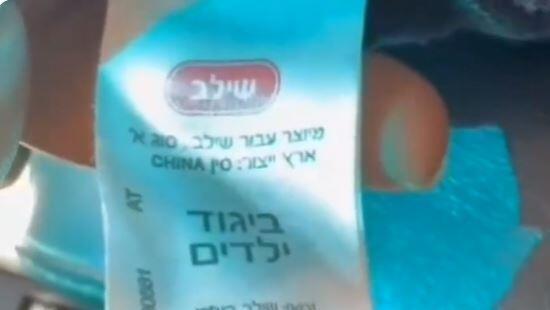 שילב
מיוצר עבור שילב, סוג א'
ארץ ייצור: סין CHINA
ביגוד
ילדים
AT